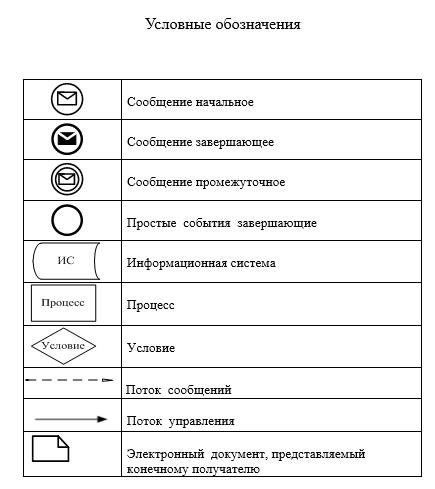 Условные обозначения
Сообщение начальное
Сообщение завершающее
Сообщение промежуточное
Простые события завершающие
ИС
Информационная система
Процесс
Процесс
Условие
Условие
Поток сообщений
Поток управления
Электронный документ, представляемый
конечному получателю